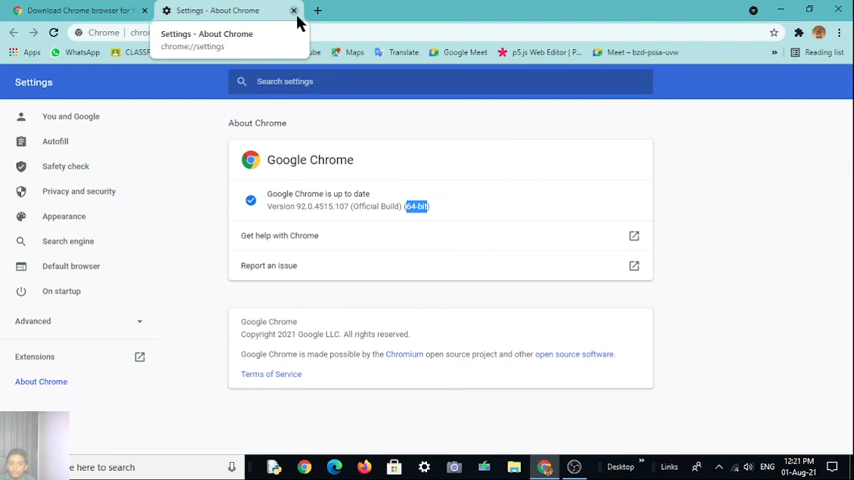 Download Chrome browser for
Settings - About Chrome
Settings - About Chrome
chrome://settings
Chrome
Apps
WhatsApp
Maps
Translate
Google Meet
p5.js Web Editor | P...
Meet – bzd-pssa-uvw
Reading list
Settings
Search settings
You and Google
Autofill
Safety check
Privacy and security
Appearance
Search engine
Default browser
On startup
Advanced
Extensions
About Chrome
About Chrome
Google Chrome
Google Chrome is up to date
Version 92.0.4515.107 (Official Build) (64-bit)
Get help with Chrome
Report an issue
Google Chrome
Copyright 2021 Google LLC. All rights reserved.
Google Chrome is made possible by the Chromium open source project and other open source software.
Terms of Service
here to search
Desktop
Links
ENG
12:21 PM
01-Aug-21